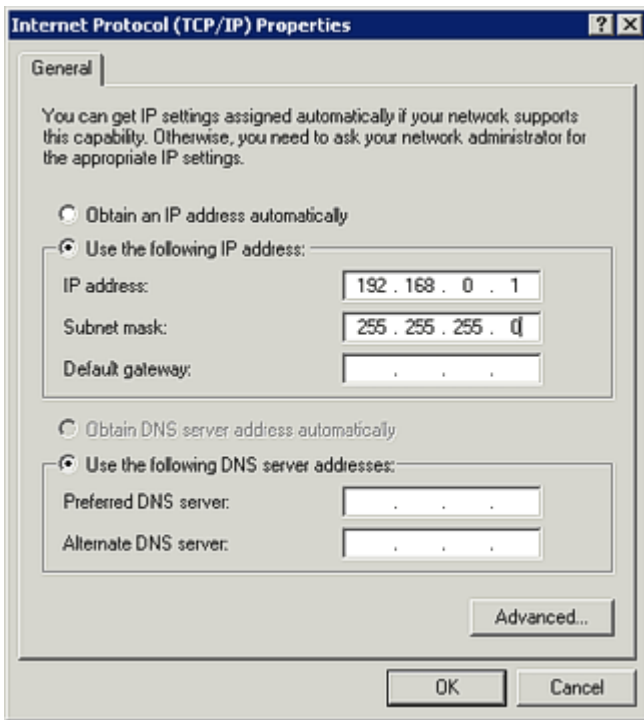 Internet Protocol (TCP/IP) Properties
General
You can get IP settings assigned automatically if your network supports
this capability. Otherwise, you need to ask your network administrator for
the appropriate IP settings.
Obtain an IP address automatically
Use the following IP address:
IP address: 192 . 168 . 0 . 1
Subnet mask: 255 . 255 . 255 . 0
Default gateway: . . .
Obtain DNS server address automatically
Use the following DNS server addresses:
Preferred DNS server: . . .
Alternate DNS server: . . .
Advanced...
OK Cancel